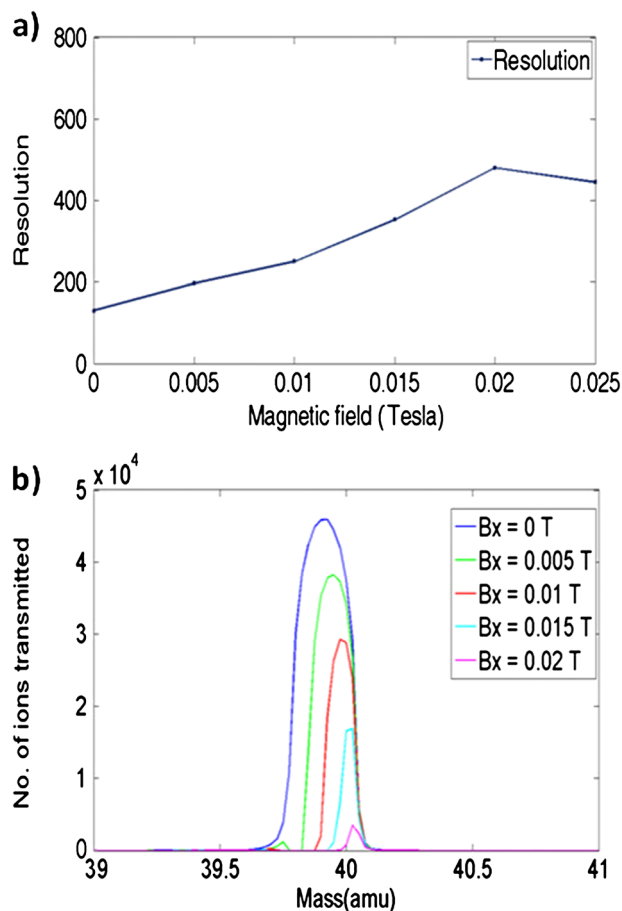 a)
800
600
400
200
0
Resolution
Resolution
0 0.005 0.01 0.015 0.02 0.025
Magnetic field (Tesla)
b)
5 x 10^4
4
3
2
1
0
No. of ions transmitted
Bx = 0 T
Bx = 0.005 T
Bx = 0.01 T
Bx = 0.015 T
Bx = 0.02 T
39 39.5 40 40.5 41
Mass(amu)